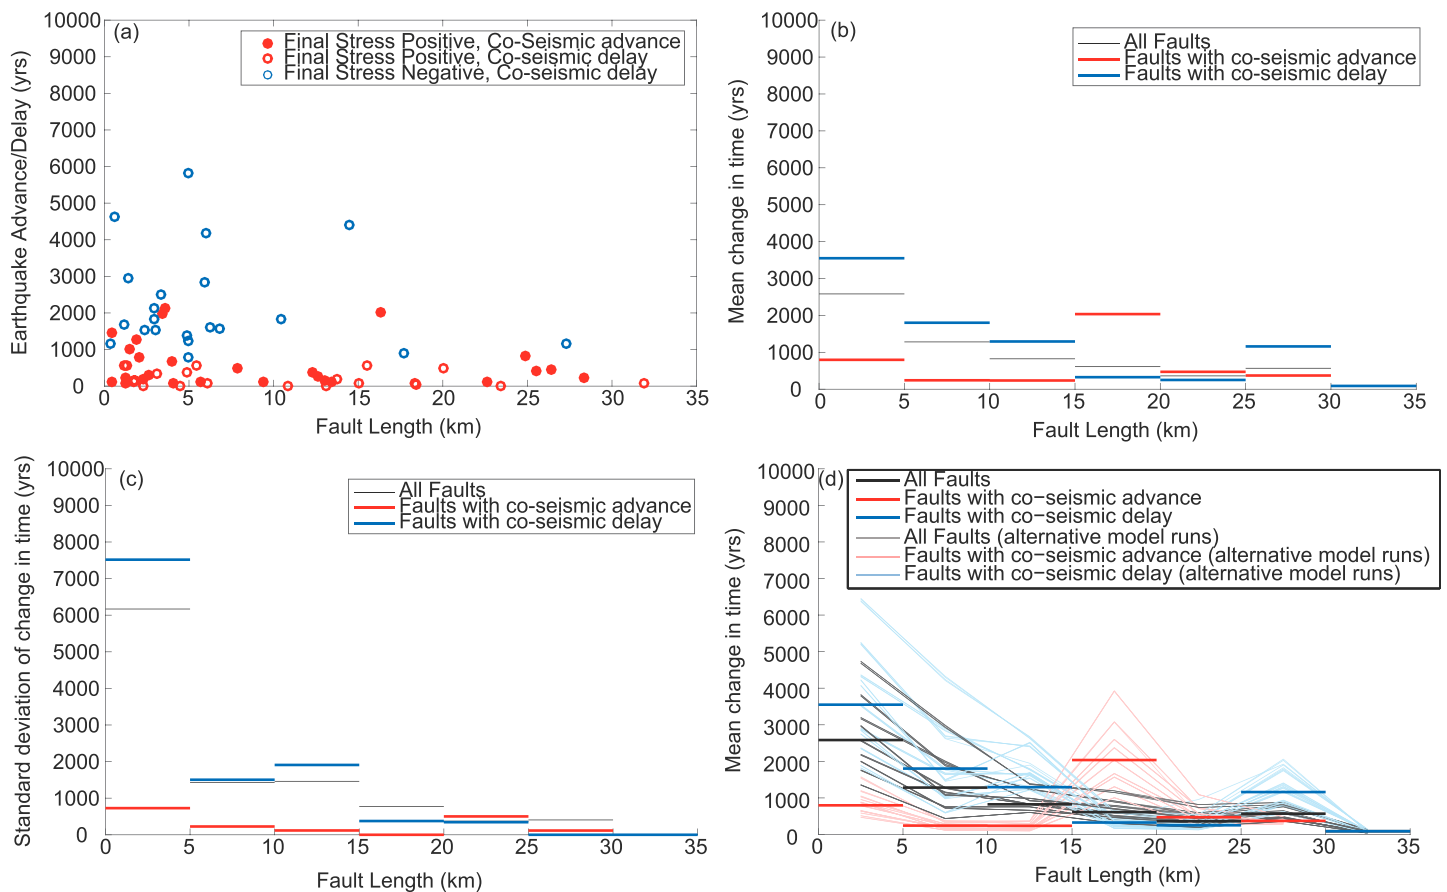 (a)
Final Stress Positive, Co-Seismic advance
Final Stress Positive, Co-seismic delay
Final Stress Negative, Co-seismic delay
Earthquake Advance/Delay (yrs)
10000
9000
8000
7000
6000
5000
4000
3000
2000
1000
0
0 5 10 15 20 25 30 35
Fault Length (km)
(b)
All Faults
Faults with co-seismic advance
Faults with co-seismic delay
Mean change in time (yrs)
10000
9000
8000
7000
6000
5000
4000
3000
2000
1000
0
0 5 10 15 20 25 30 35
Fault Length (km)
(c)
All Faults
Faults with co-seismic advance
Faults with co-seismic delay
Standard deviation of change in time (yrs)
10000
9000
8000
7000
6000
5000
4000
3000
2000
1000
0
0 5 10 15 20 25 30 35
Fault Length (km)
(d)
All Faults
Faults with co−seismic advance
Faults with co−seismic delay
All Faults (alternative model runs)
Faults with co−seismic advance (alternative model runs)
Faults with co−seismic delay (alternative model runs)
Mean change in time (yrs)
10000
9000
8000
7000
6000
5000
4000
3000
2000
1000
0
0 5 10 15 20 25 30 35
Fault Length (km)